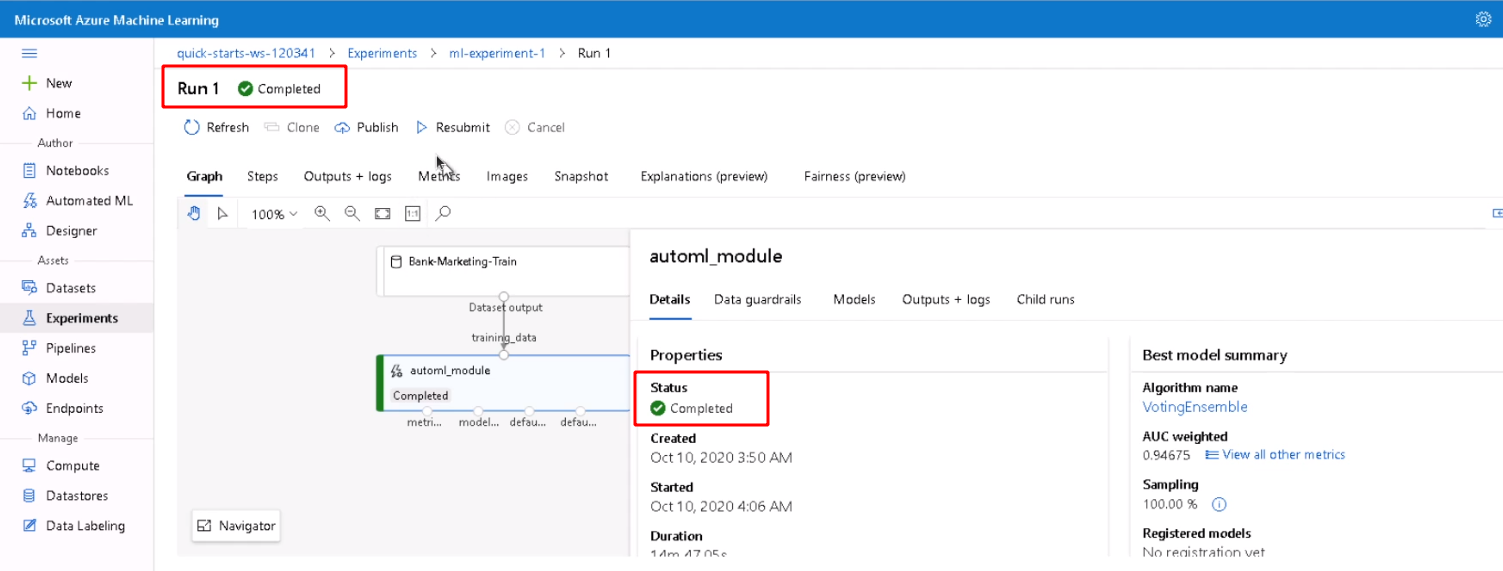 Microsoft Azure Machine Learning
quick-starts-ws-120341 > Experiments > ml-experiment-1 > Run 1
New
Home
Author
Notebooks
Automated ML
Designer
Assets
Datasets
Experiments
Pipelines
Models
Endpoints
Manage
Compute
Datastores
Data Labeling
Run 1 Completed
Refresh Clone Publish Resubmit Cancel
Graph Steps Outputs + logs Metrics Images Snapshot Explanations (preview) Fairness (preview)
100% 1:1
Bank-Marketing-Train
Dataset output
training_data
automl_module
Completed
metri... model... defau... defau...
Navigator
automl_module
Details Data guardrails Models Outputs + logs Child runs
Properties
Status
Completed
Created
Oct 10, 2020 3:50 AM
Started
Oct 10, 2020 4:06 AM
Duration
14m 47.05s
Best model summary
Algorithm name
VotingEnsemble
AUC weighted
0.94675 View all other metrics
Sampling
100.00 %
Registered models
No registration yet